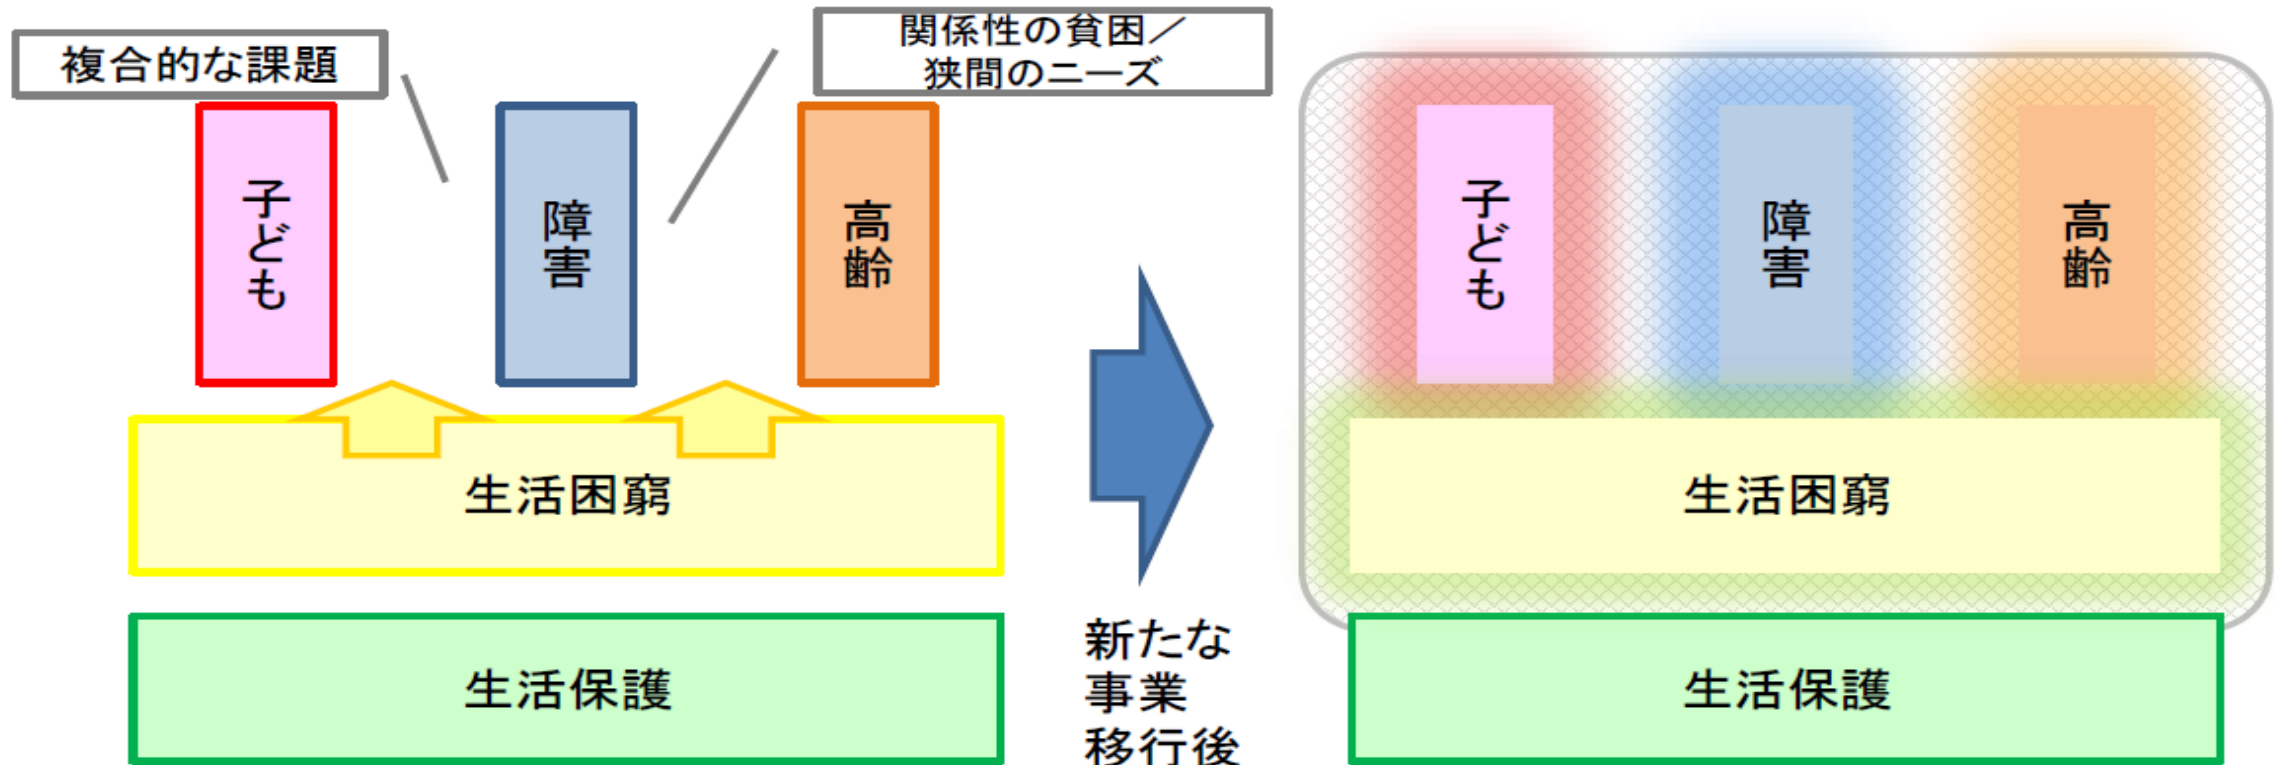 複合的な課題
関係性の貧困／
狭間のニーズ
子ども
障害
高齢
生活困窮
生活保護
新たな
事業
移行後
子ども
障害
高齢
生活困窮
生活保護